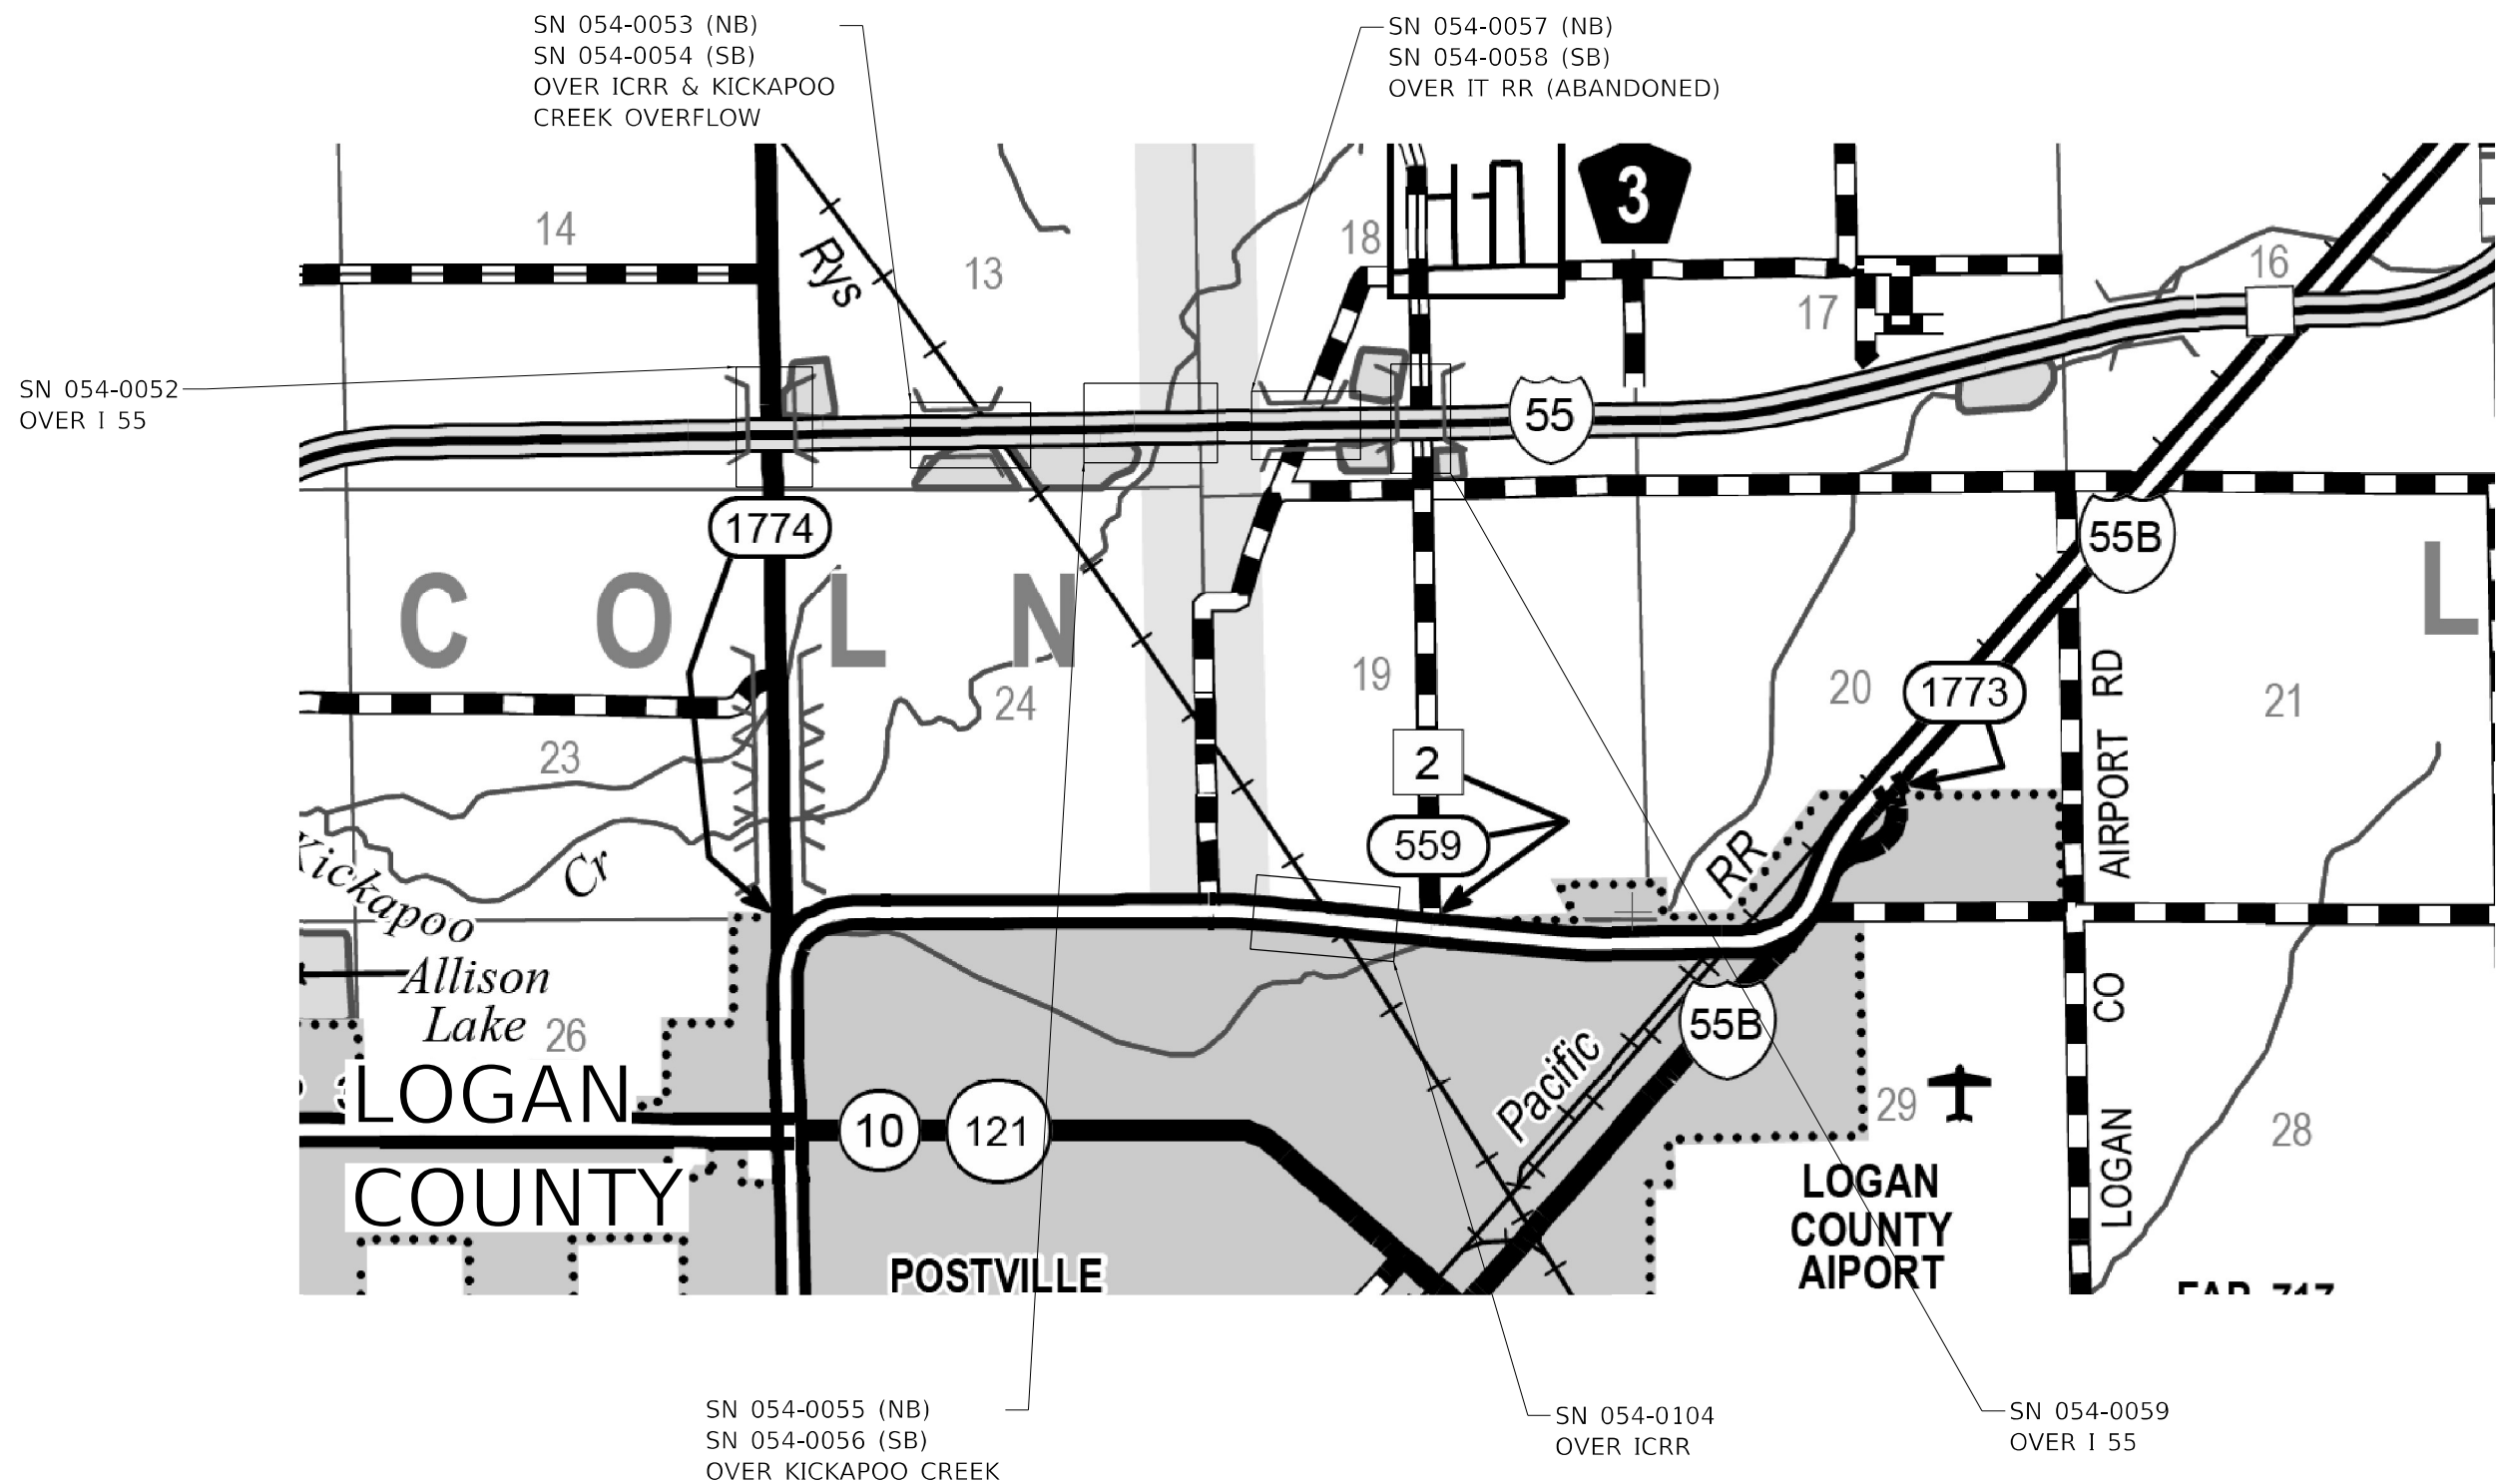 SN 054-0053 (NB)
SN 054-0054 (SB)
OVER ICRR & KICKAPOO
CREEK OVERFLOW
SN 054-0057 (NB)
SN 054-0058 (SB)
OVER IT RR (ABANDONED)
3
14
Rys
13
18
17
16
SN 054-0052
OVER I 55
55
1774
55B
C O L N
L
19
20
RD
1773
21
24
23
2
AIRPORT
559
RR
Kickapoo
Cr
Allison
Lake
26
CO
55B
Pacific
LOGAN
COUNTY
10
121
29
28
LOGAN
LOGAN
COUNTY
AIPORT
POSTVILLE
SN 054-0055 (NB)
SN 054-0056 (SB)
OVER KICKAPOO CREEK
SN 054-0104
OVER ICRR
SN 054-0059
OVER I 55